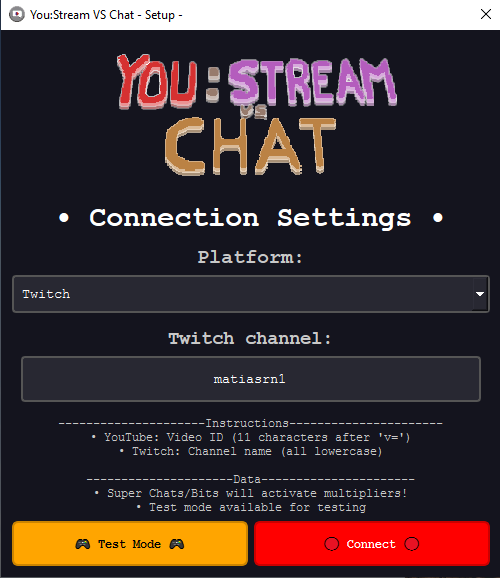 You:Stream VS Chat - Setup -
YOU:STREAM
VS
CHAT
• Connection Settings •
Platform:
Twitch
Twitch channel:
matiasrn1
----------------------Instructions-----------------------
• YouTube: Video ID (11 characters after 'v=')
• Twitch: Channel name (all lowercase)
----------------------Data-----------------------
• Super Chats/Bits will activate multipliers!
• Test mode available for testing
🎮 Test Mode 🎮
🔴 Connect 🔴